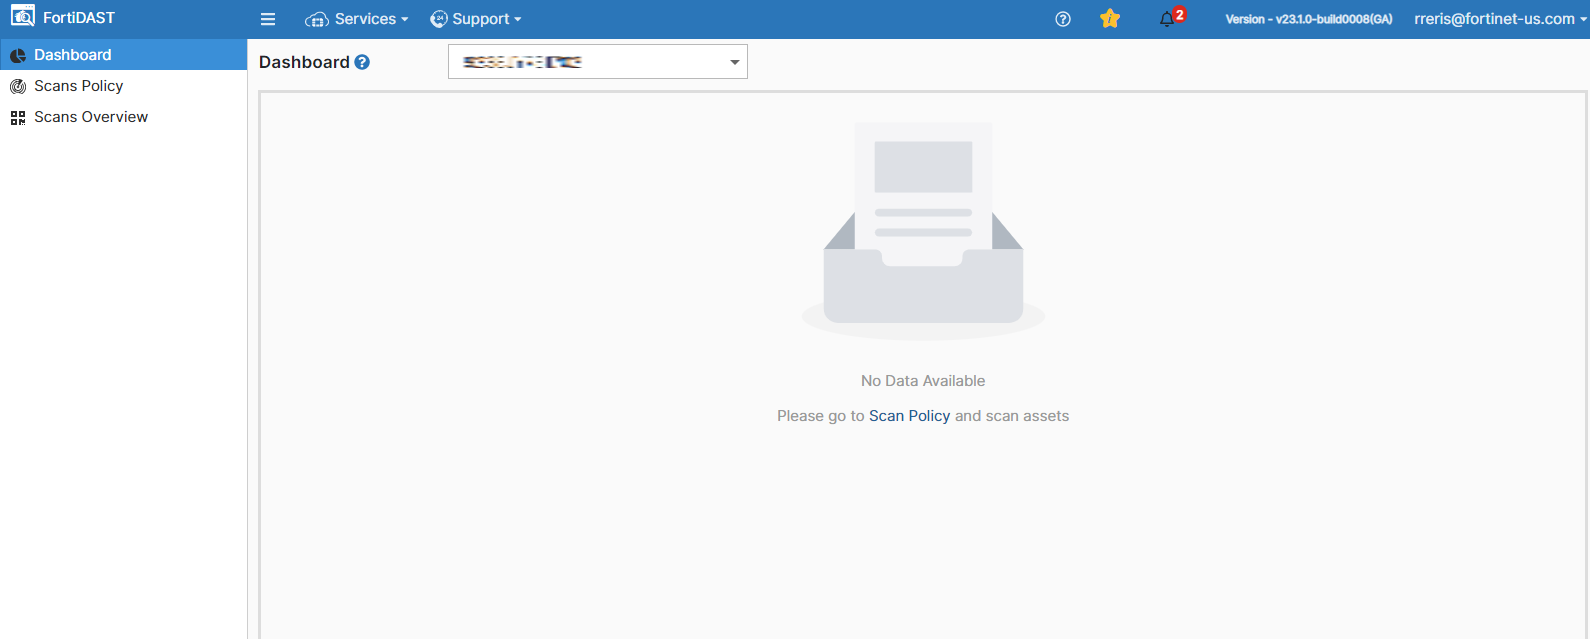 FortiDAST
Services
Support
2
Version - v23.1.0-build0008(GA)
rreris@fortinet-us.com
Dashboard
Scans Policy
Scans Overview
Dashboard
No Data Available
Please go to Scan Policy and scan assets